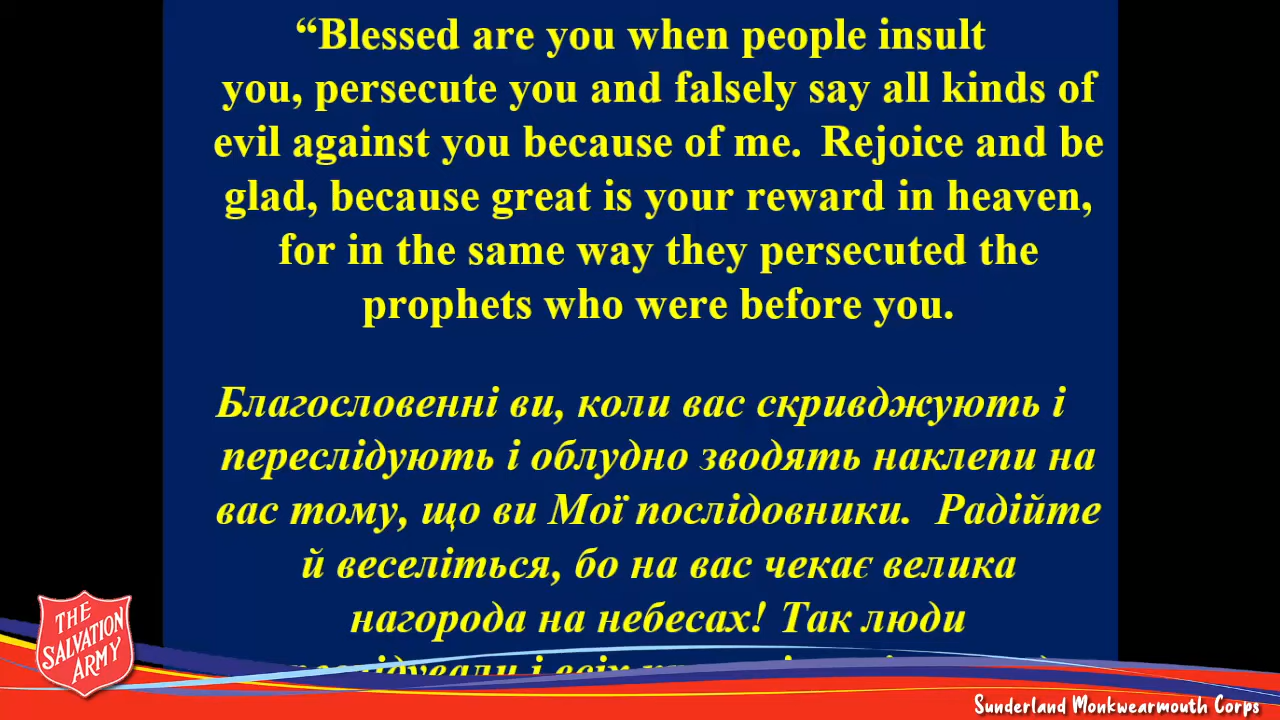 “Blessed are you when people insult
you, persecute you and falsely say all kinds of
evil against you because of me. Rejoice and be
glad, because great is your reward in heaven,
for in the same way they persecuted the
prophets who were before you.
Благословенні ви, коли вас скривджують і
переслідують і облудно зводять наклепи на
вас тому, що ви Мої послідовники. Радійте
й веселіться, бо на вас чекає велика
нагорода на небесах! Так люди
THE
SALVATION
ARMY
Sunderland Monkwearmouth Corps